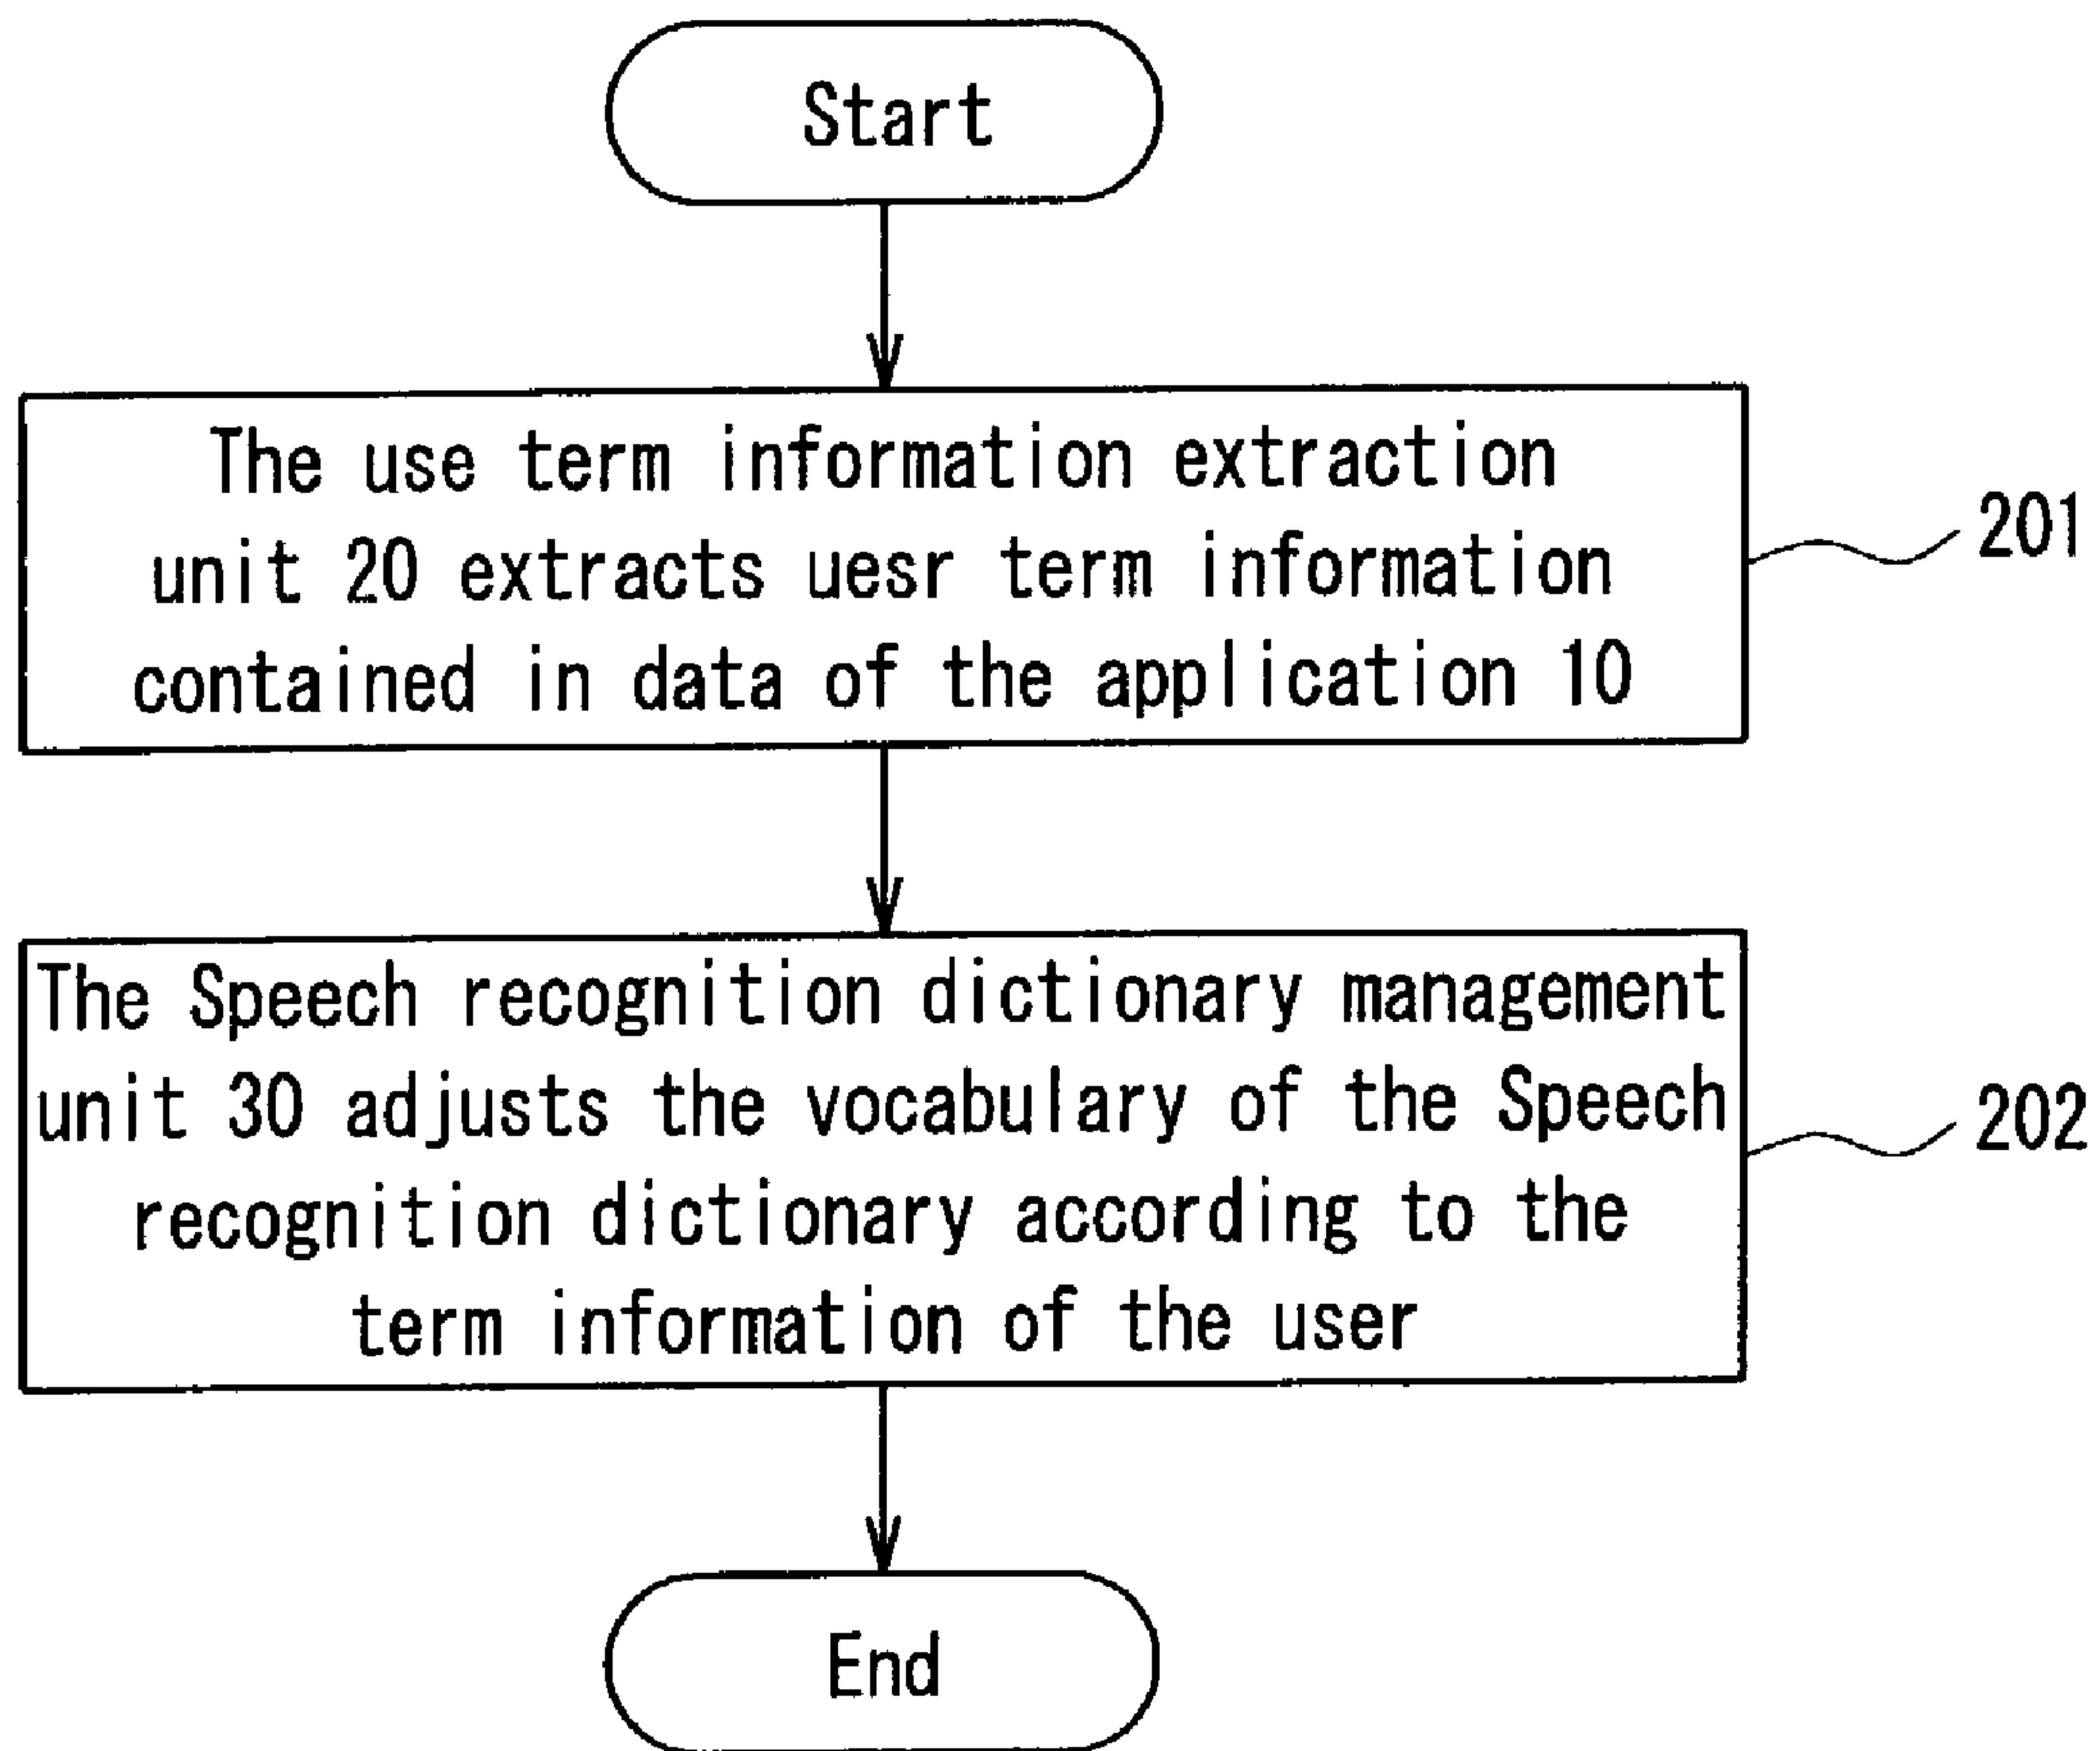 Start
The use term information extraction
unit 20 extracts uesr term information
contained in data of the application 10
201
The Speech recognition dictionary management
unit 30 adjusts the vocabulary of the Speech
recognition dictionary according to the
term information of the user
202
End